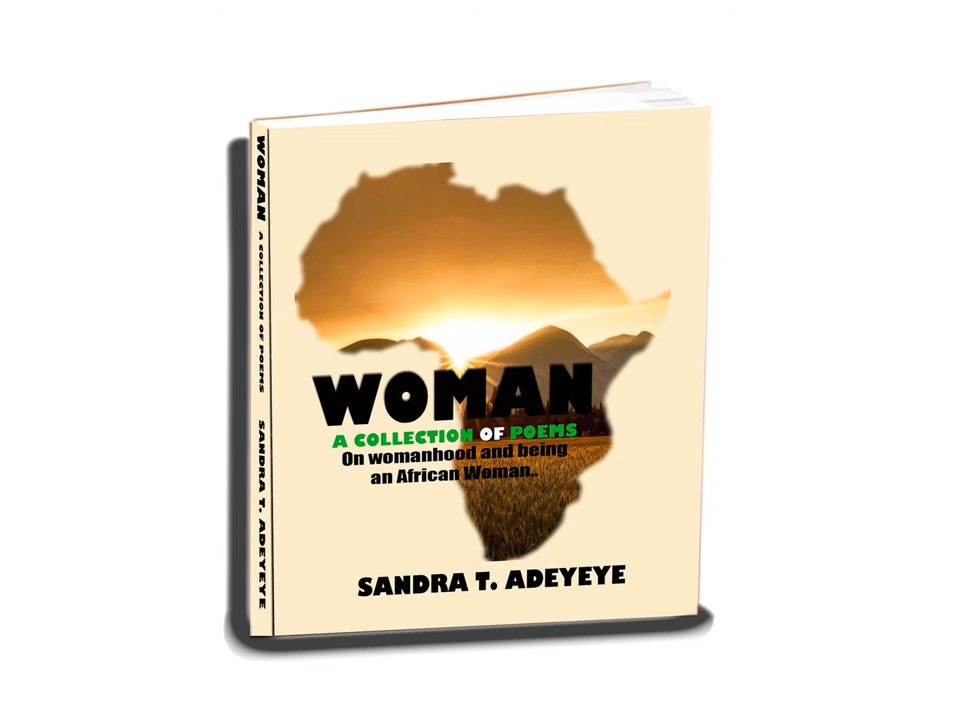 WOMAN A COLLECTION OF POEMS SANDRA T. ADEYEYE
WOMAN
A COLLECTION OF POEMS
On womanhood and being
an African Woman..
SANDRA T. ADEYEYE